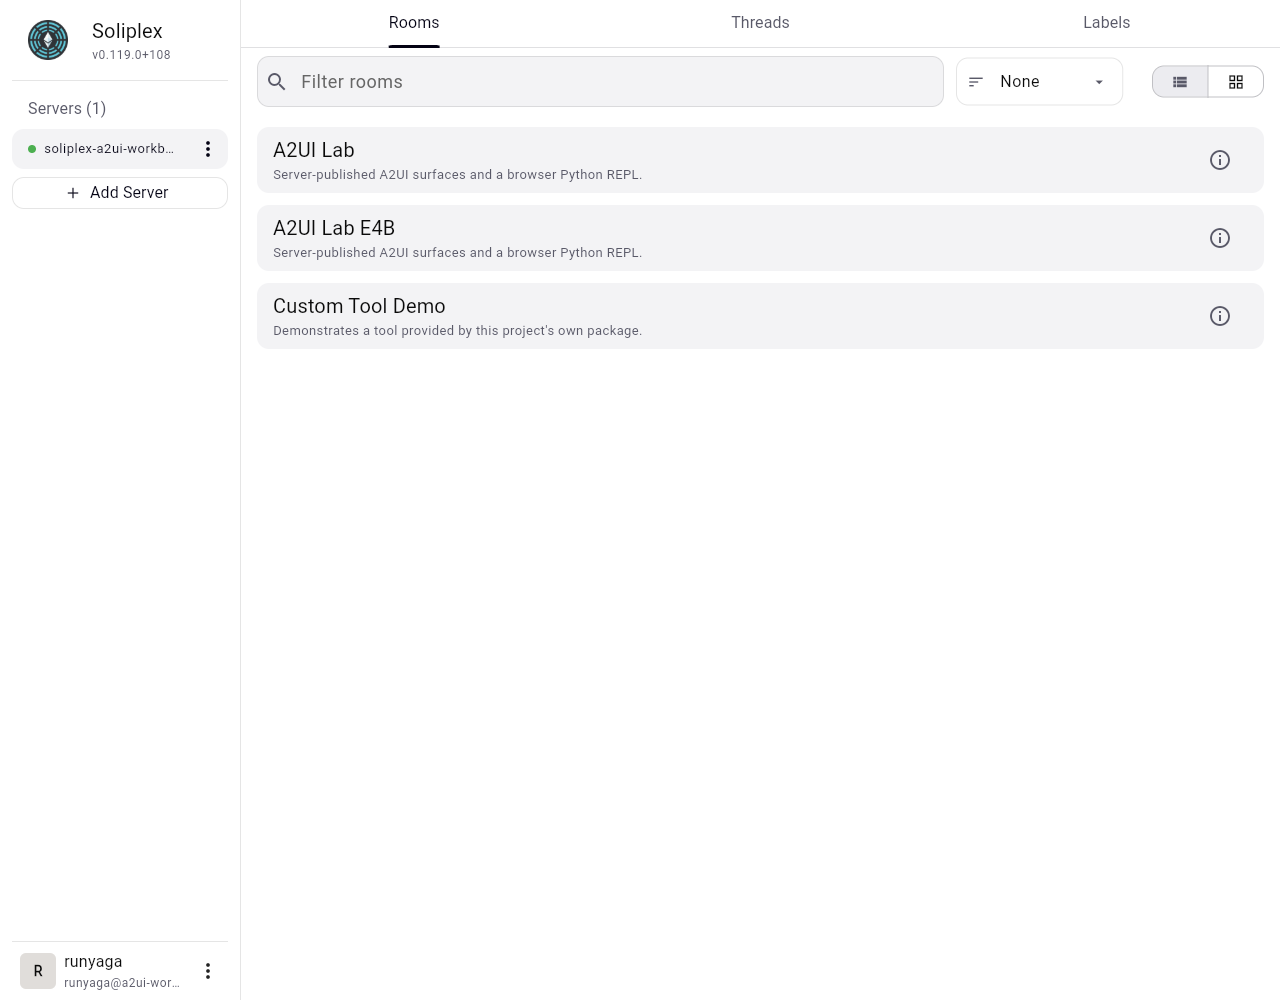 Soliplex
v0.119.0+108
Servers (1)
soliplex-a2ui-workb…
Add Server
Rooms
Threads
Labels
Filter rooms
None
A2UI Lab
Server-published A2UI surfaces and a browser Python REPL.
A2UI Lab E4B
Server-published A2UI surfaces and a browser Python REPL.
Custom Tool Demo
Demonstrates a tool provided by this project's own package.
R
runyaga
runyaga@a2ui-wor…